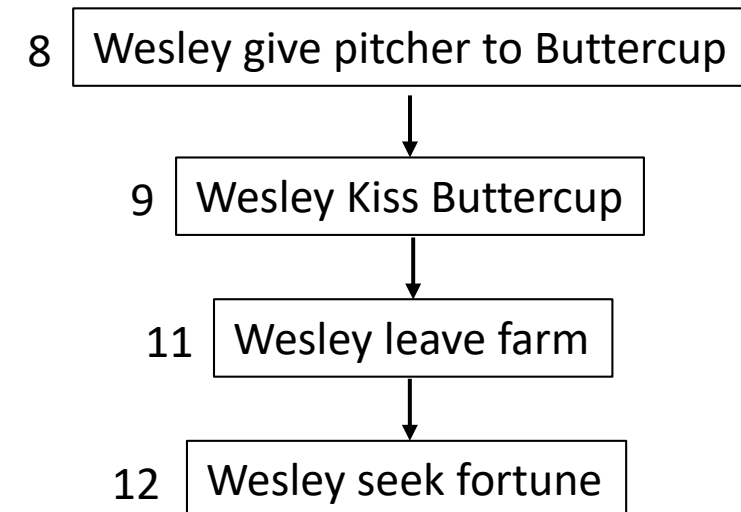 8 Wesley give pitcher to Buttercup
9 Wesley Kiss Buttercup
11 Wesley leave farm
12 Wesley seek fortune